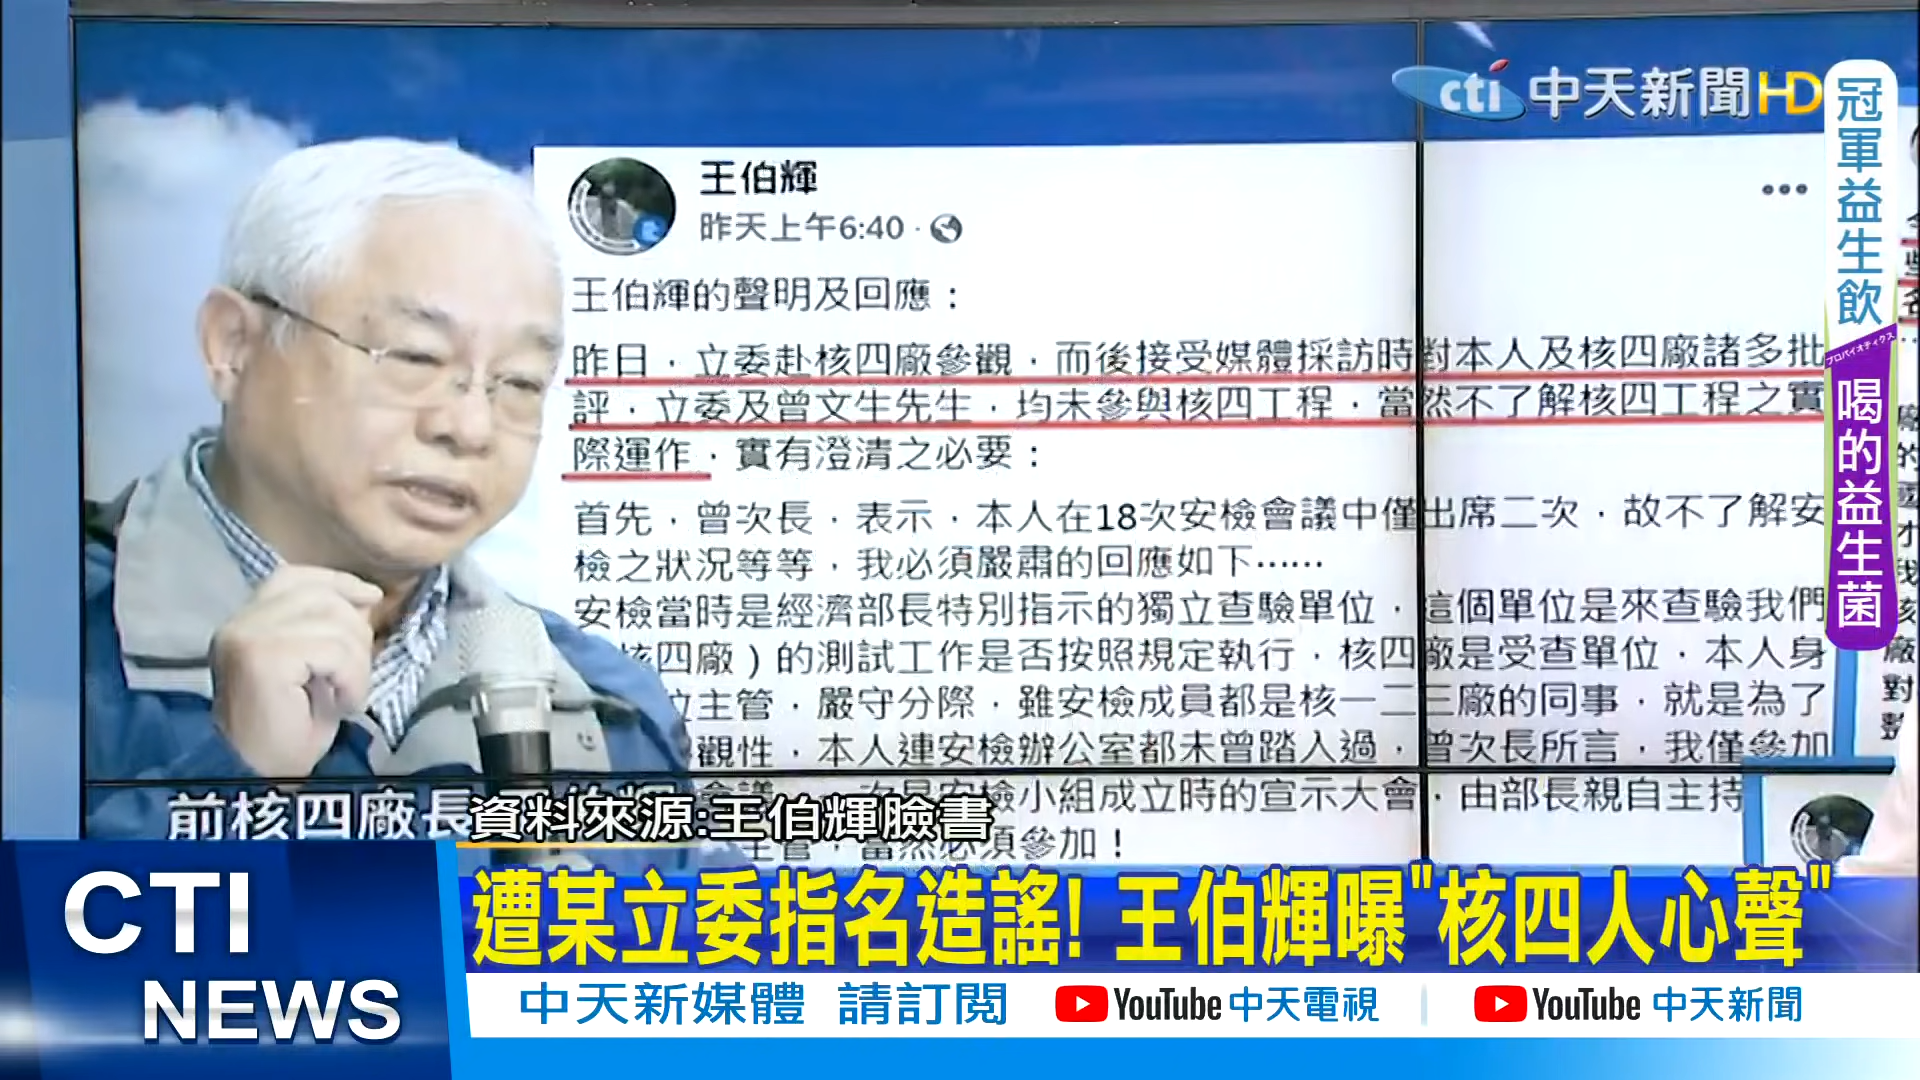 cti 中天新聞HD
冠軍益生飲
プロバイオティクス
喝的益生菌
王伯輝
昨天上午6:40
王伯輝的聲明及回應：
昨日，立委赴核四廠參觀，而後接受媒體採訪時對本人及核四廠諸多批
評，立委及曾文生先生，均未參與核四工程，當然不了解核四工程之實
際運作，實有澄清之必要：
首先，曾次長，表示，本人在18次安檢會議中僅出席二次，故不了解安
檢之狀況等等，我必須嚴肅的回應如下⋯⋯
安檢當時是經濟部長特別指示的獨立查驗單位，這個單位是來查驗我們
核四廠）的測試工作是否按照規定執行，核四廠是受查單位，本人身
位主管，嚴守分際，雖安檢成員都是核一二三廠的同事，就是為了
觀性，本人連安檢辦公室都未曾踏入過，曾次長所言，我僅參加
會議，一次是安檢小組成立時的宣示大會，由部長親自主持
主管，當然必須參加！
前核四廠長
資料來源:王伯輝臉書
CTI
NEWS
遭某立委指名造謠! 王伯輝曝"核四人心聲"
中天新媒體 請訂閱 YouTube 中天電視 YouTube 中天新聞